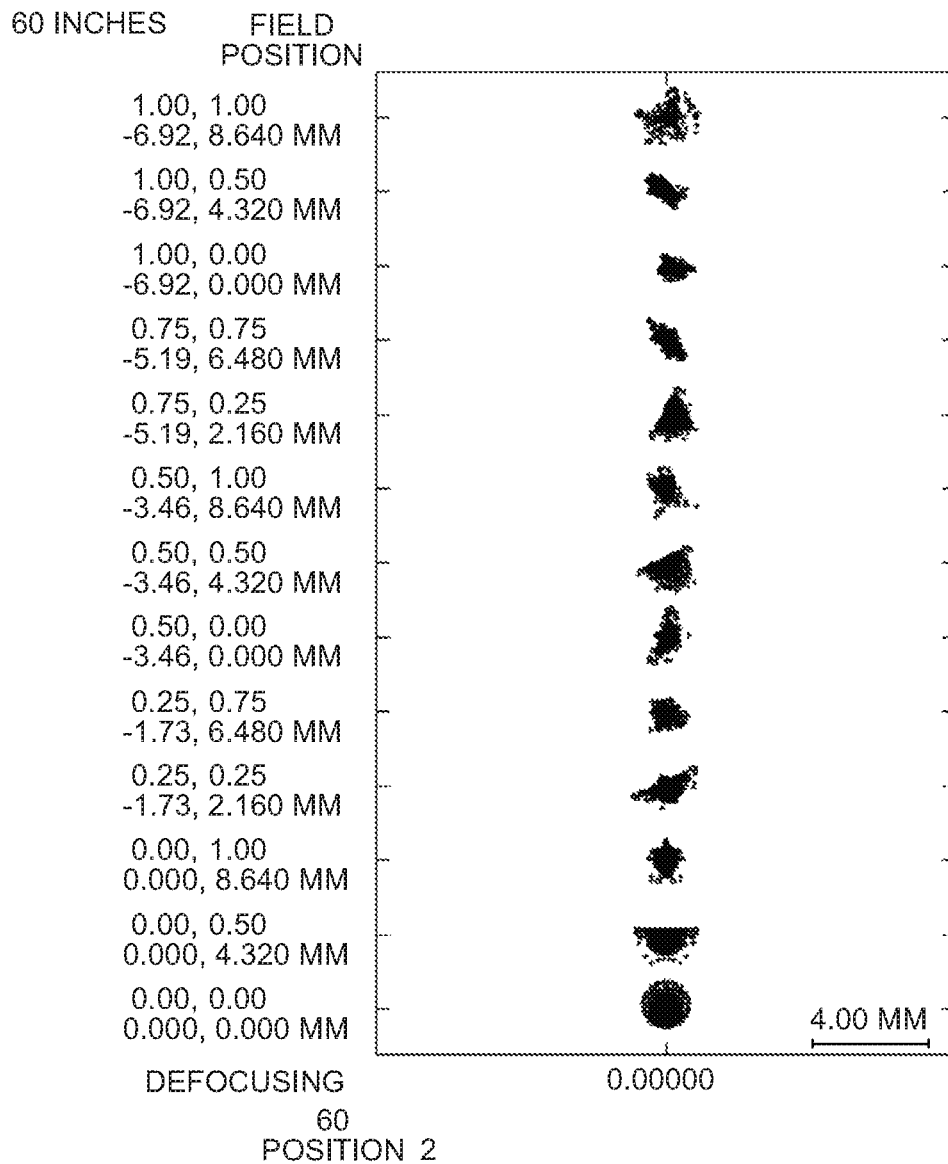 60 INCHES FIELD
POSITION
1.00, 1.00
-6.92, 8.640 MM
1.00, 0.50
-6.92, 4.320 MM
1.00, 0.00
-6.92, 0.000 MM
0.75, 0.75
-5.19, 6.480 MM
0.75, 0.25
-5.19, 2.160 MM
0.50, 1.00
-3.46, 8.640 MM
0.50, 0.50
-3.46, 4.320 MM
0.50, 0.00
-3.46, 0.000 MM
0.25, 0.75
-1.73, 6.480 MM
0.25, 0.25
-1.73, 2.160 MM
0.00, 1.00
0.000, 8.640 MM
0.00, 0.50
0.000, 4.320 MM
0.00, 0.00
0.000, 0.000 MM
4.00 MM
DEFOCUSING 0.00000
60
POSITION 2